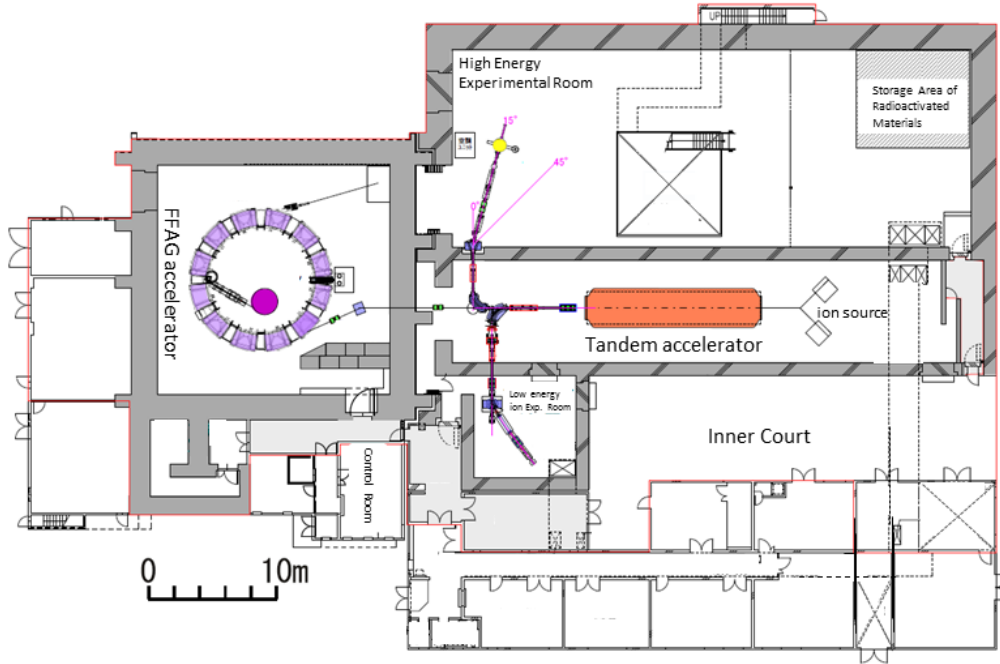 UP
High Energy
Experimental Room
Storage Area of
Radioactivated
Materials
15°
45°
0°
FFAG accelerator
ion source
Tandem accelerator
Low energy
ion Exp. Room
Inner Court
Control Room
0 10m